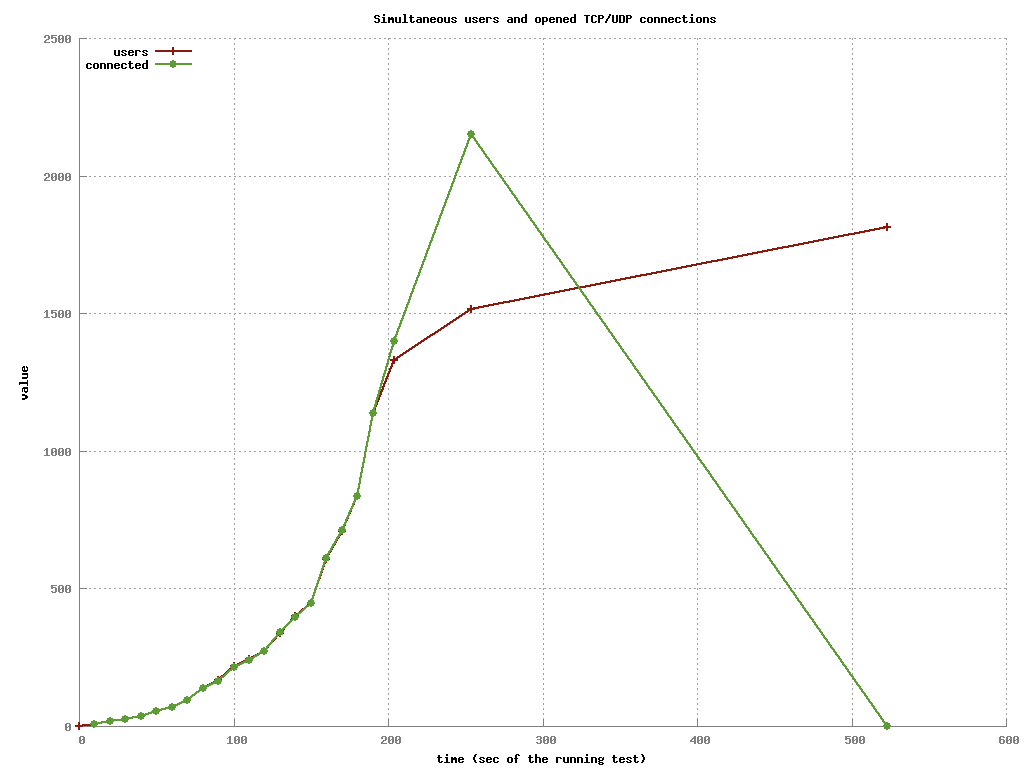 Simultaneous users and opened TCP/UDP connections
users
connected
2500
2000
1500
1000
500
0
value
0 100 200 300 400 500 600
time (sec of the running test)